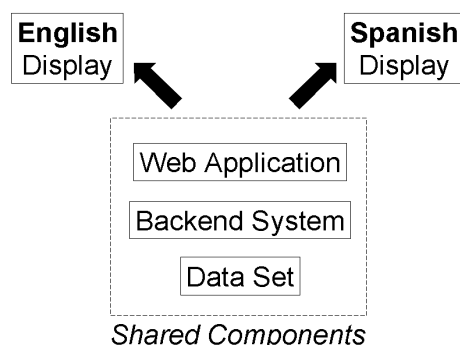 English
Display
Spanish
Display
Web Application
Backend System
Data Set
Shared Components